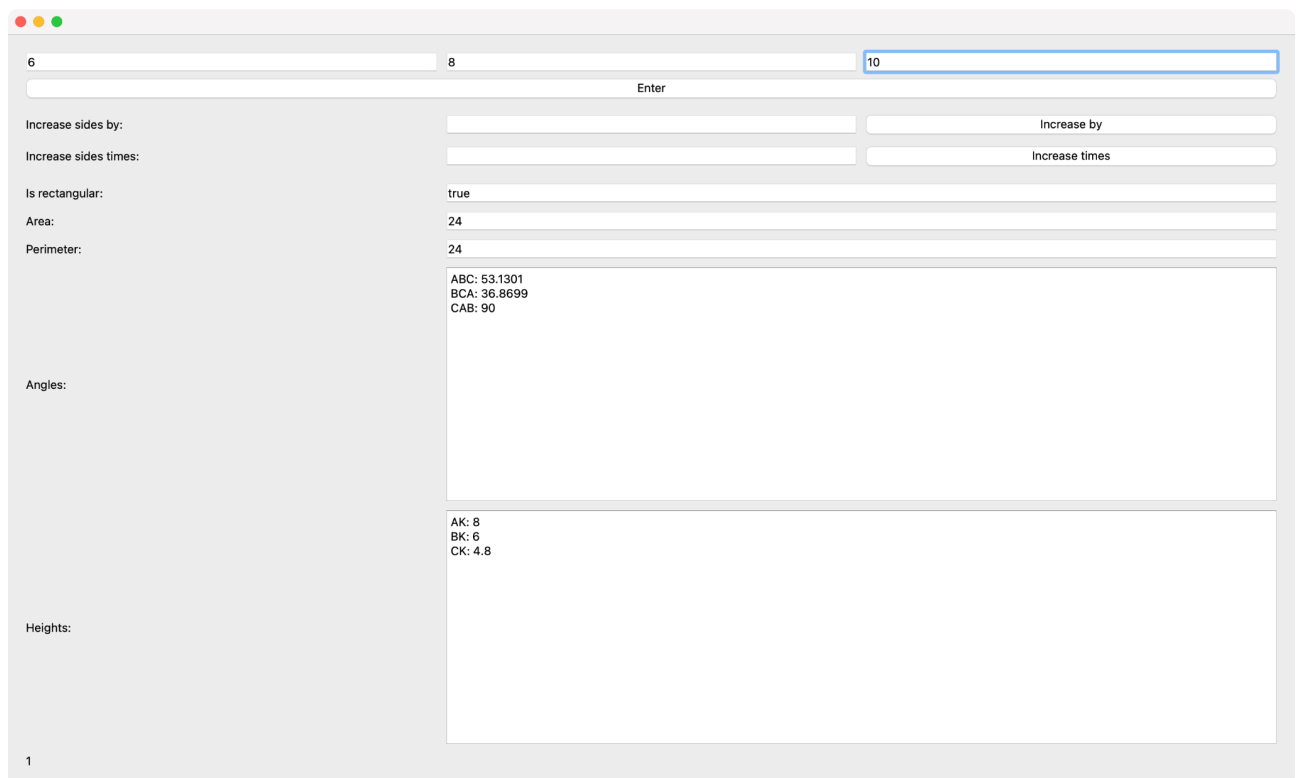 6 8 10
Enter
Increase sides by: Increase by
Increase sides times: Increase times
Is rectangular: true
Area: 24
Perimeter: 24
Angles:
ABC: 53.1301
BCA: 36.8699
CAB: 90
Heights:
AK: 8
BK: 6
CK: 4.8
1